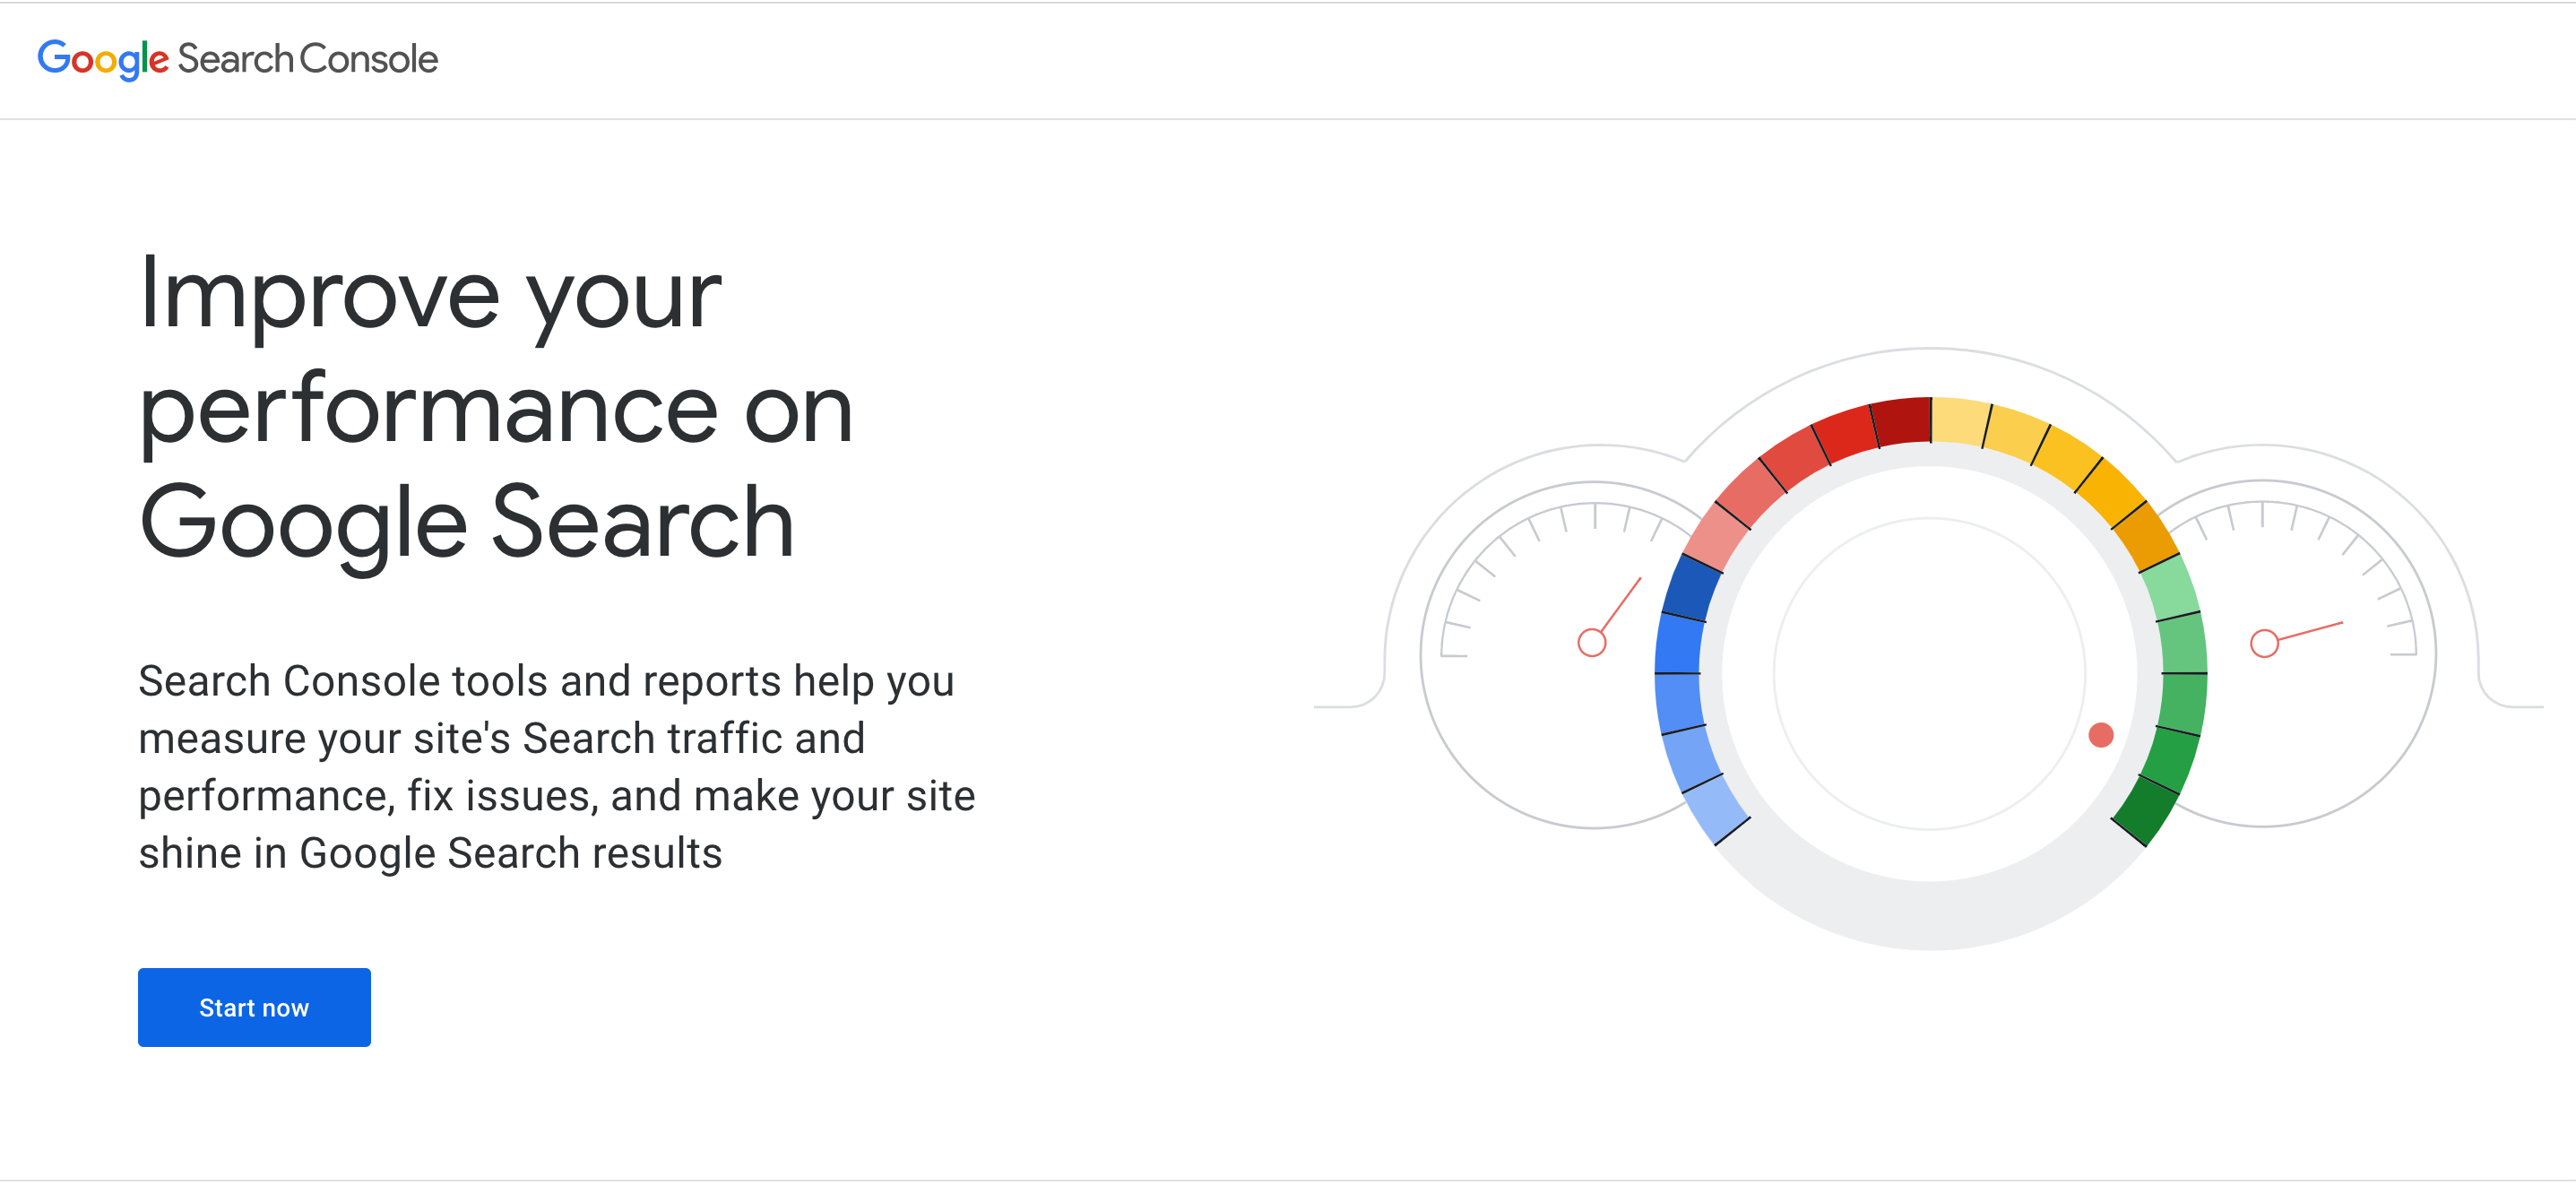 Google Search Console
Improve your
performance on
Google Search
Search Console tools and reports help you
measure your site's Search traffic and
performance, fix issues, and make your site
shine in Google Search results
Start now